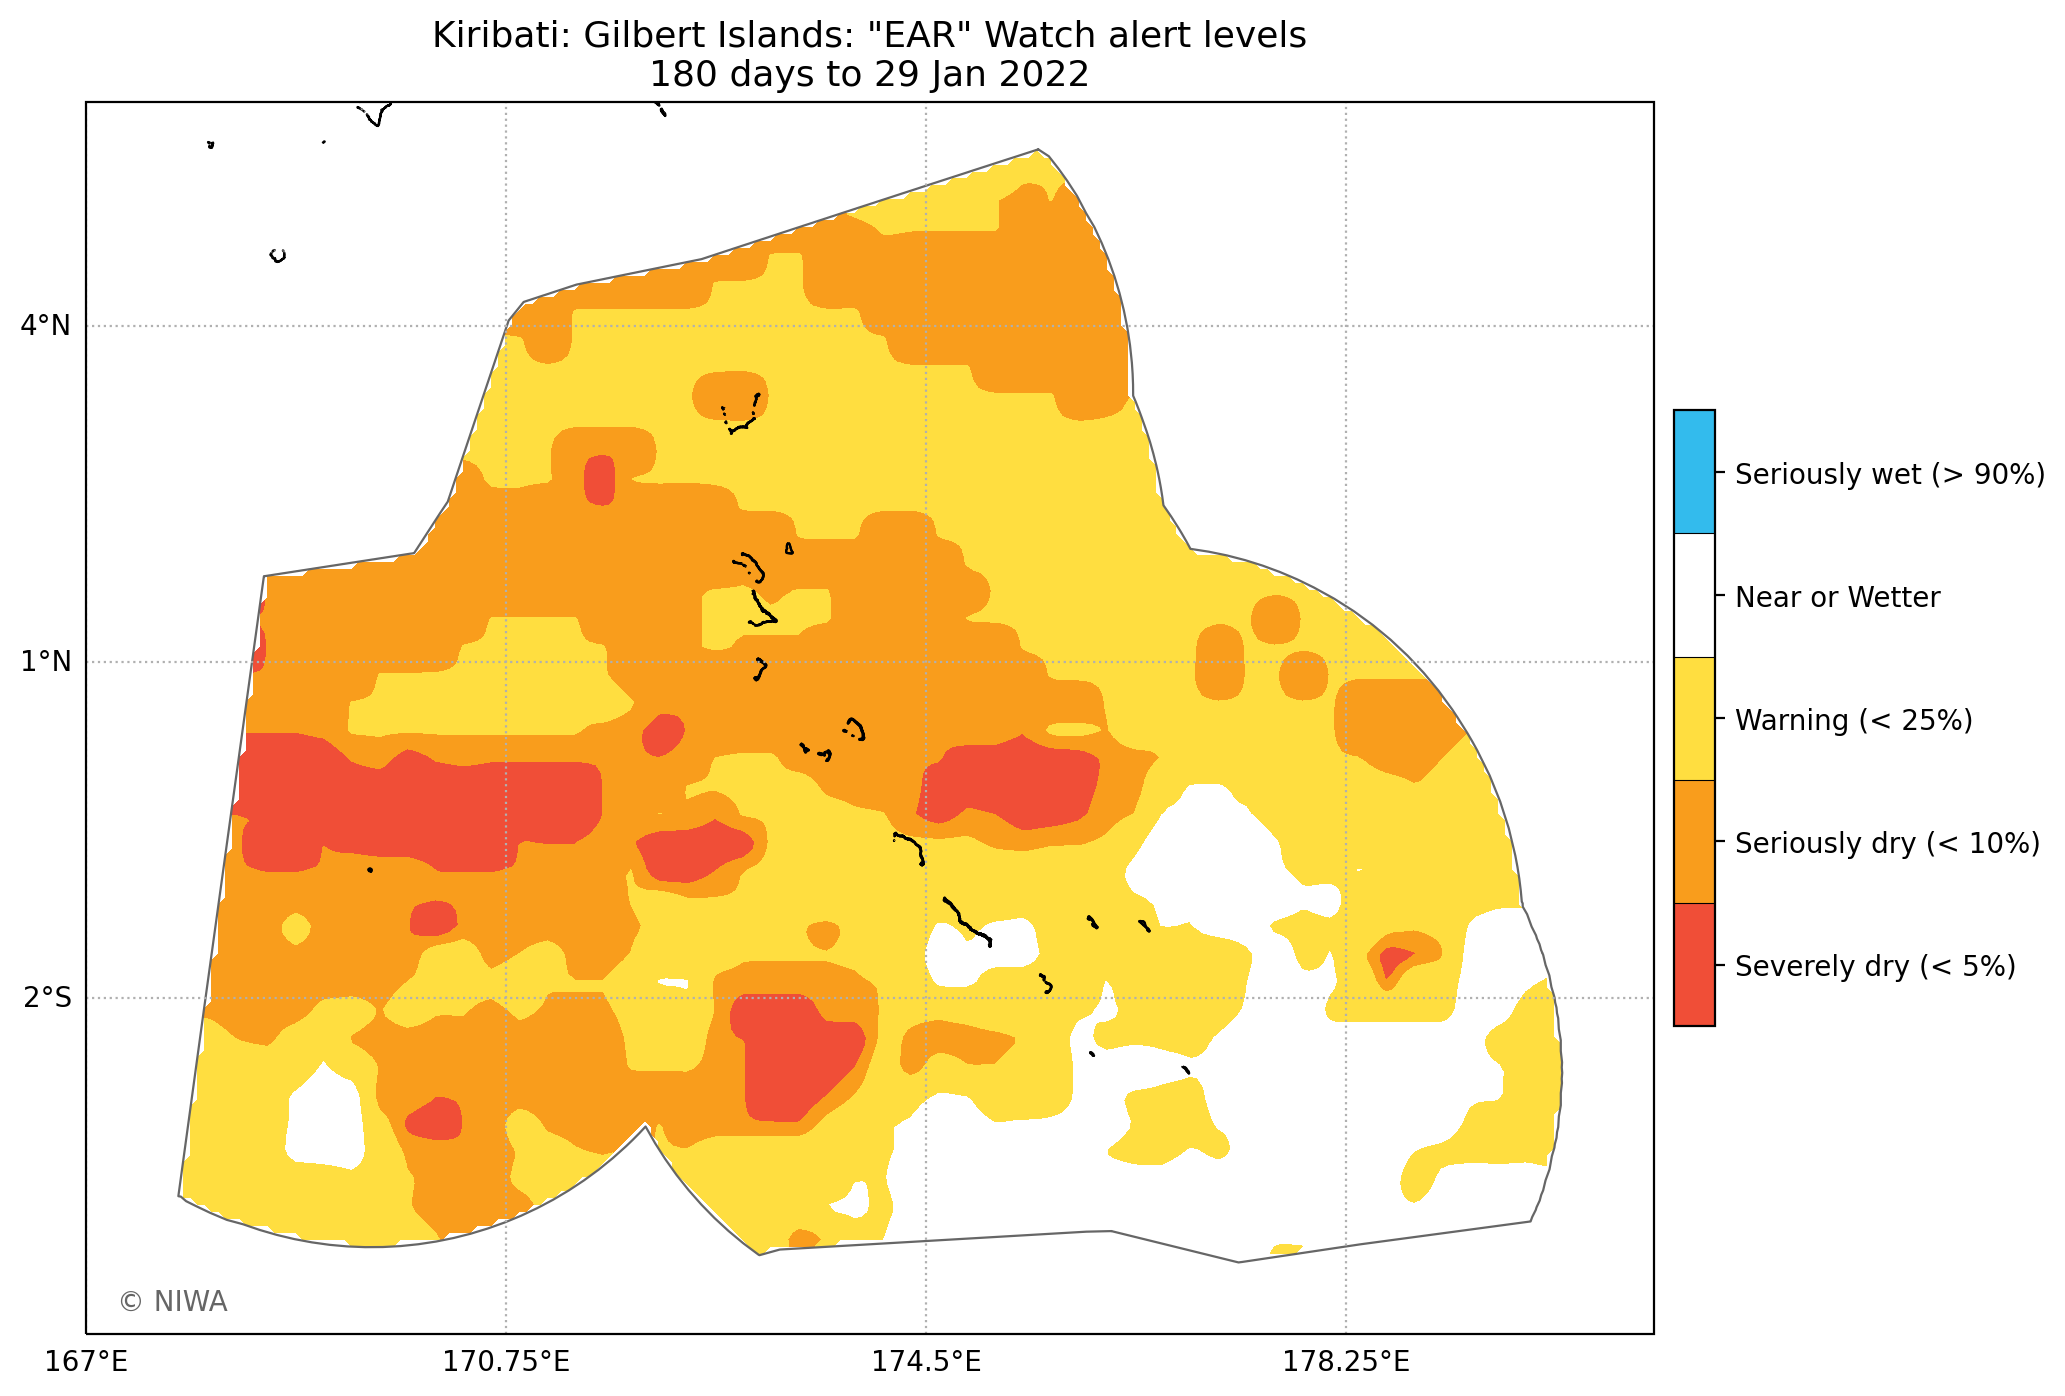 Kiribati: Gilbert Islands: "EAR" Watch alert levels
180 days to 29 Jan 2022
4°N
1°N
2°S
167°E
170.75°E
174.5°E
178.25°E
Seriously wet (> 90%)
Near or Wetter
Warning (< 25%)
Seriously dry (< 10%)
Severely dry (< 5%)
© NIWA